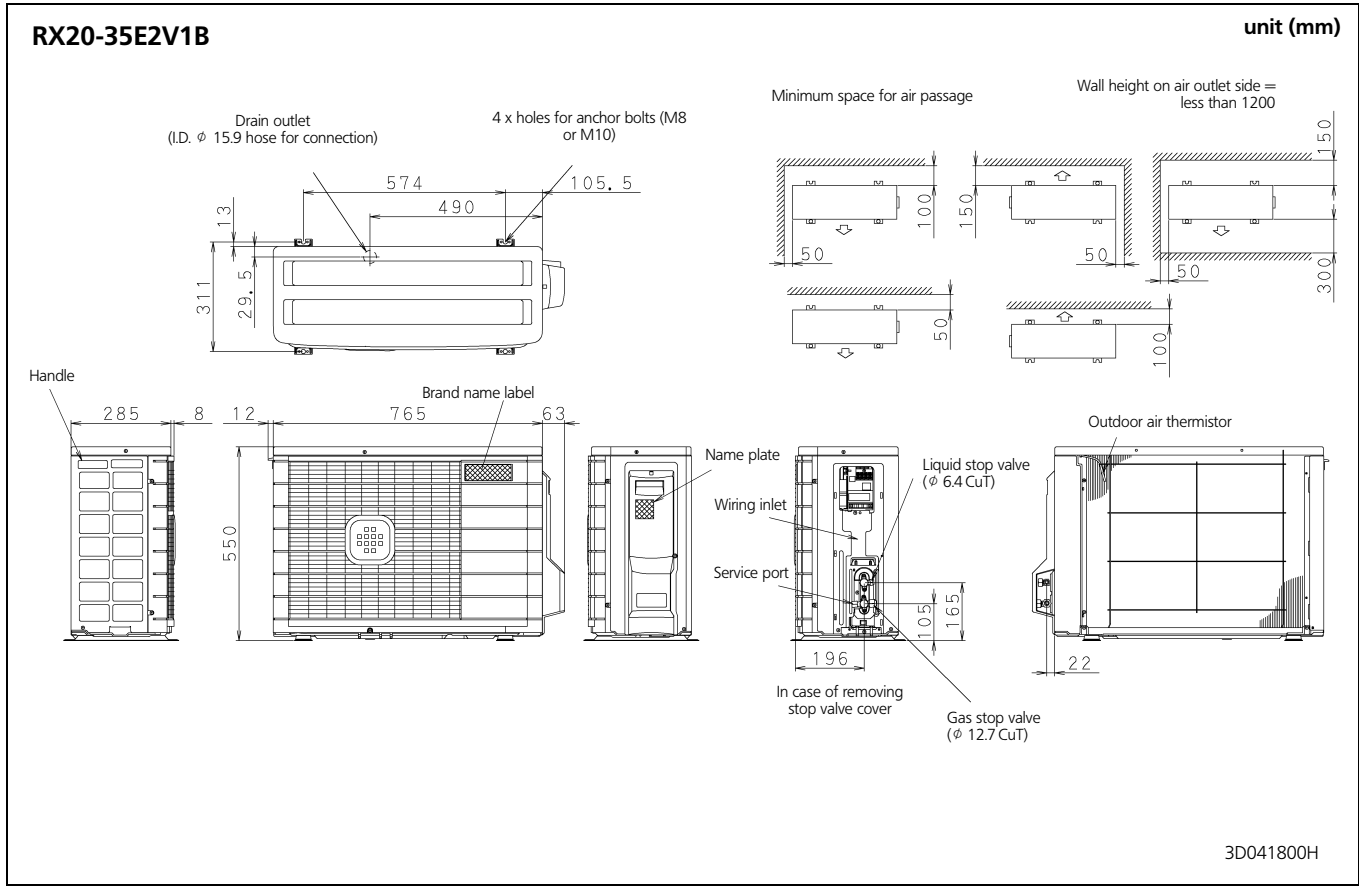 RX20-35E2V1B
unit (mm)
Drain outlet
(I.D. ϕ 15.9 hose for connection)
4 x holes for anchor bolts (M8
or M10)
574
105.5
490
13
311
29.5
Minimum space for air passage
Wall height on air outlet side =
less than 1200
100
50
150
50
150
50
300
50
100
Handle
285
8
12
Brand name label
765
63
550
Name plate
Wiring inlet
Service port
Liquid stop valve
(ϕ 6.4 CuT)
105
165
196
In case of removing
stop valve cover
Gas stop valve
(ϕ 12.7 CuT)
Outdoor air thermistor
22
3D041800H